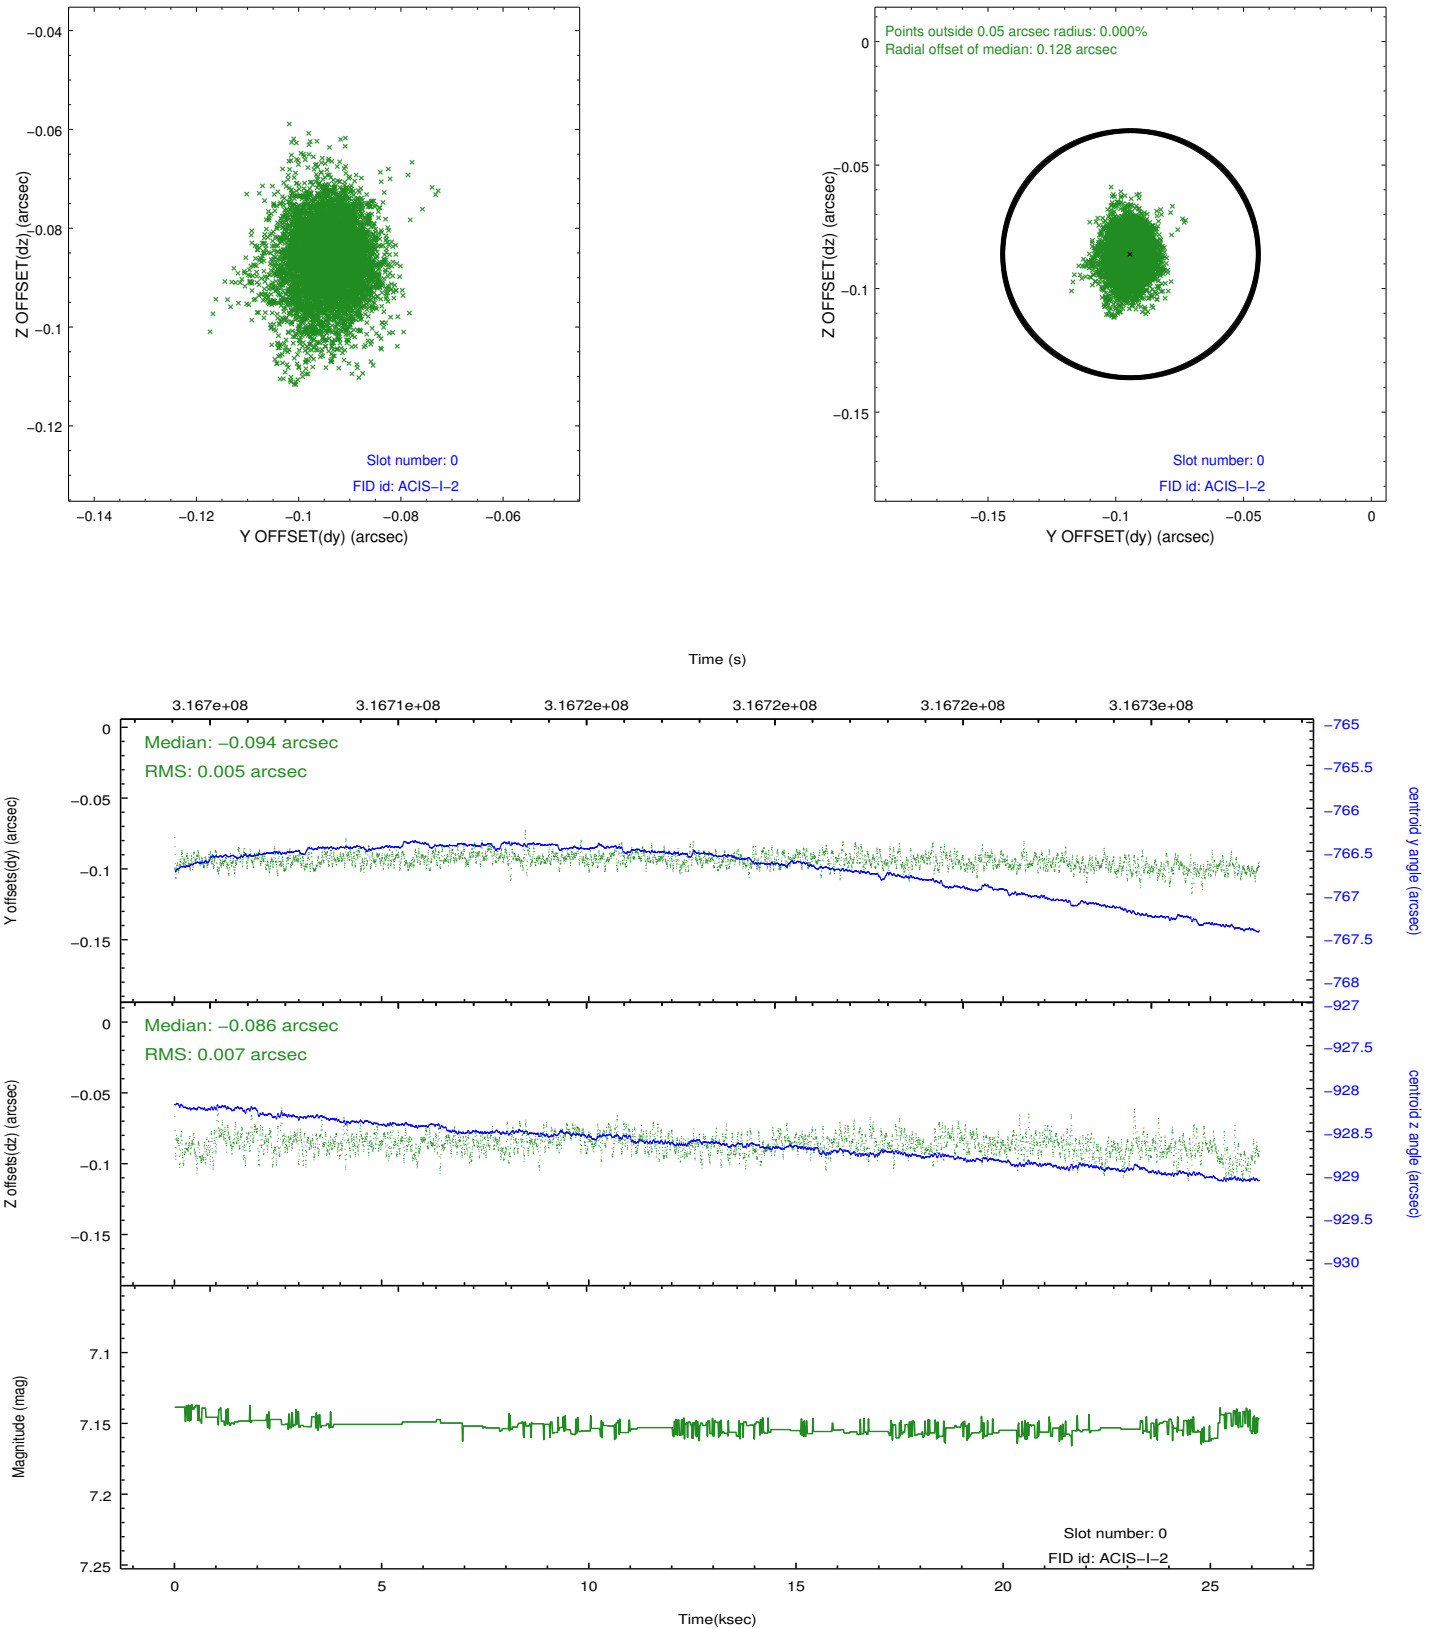 −0.04
−0.06
−0.08
−0.1
−0.12
Z OFFSET(dz) (arcsec)
Slot number: 0
FID id: ACIS−I−2
−0.14
−0.12
−0.1
−0.08
−0.06
Y OFFSET(dy) (arcsec)
Points outside 0.05 arcsec radius: 0.000%
Radial offset of median: 0.128 arcsec
0
−0.05
−0.1
−0.15
Z OFFSET(dz) (arcsec)
Slot number: 0
FID id: ACIS−I−2
−0.15
−0.1
−0.05
0
Y OFFSET(dy) (arcsec)
Time (s)
3.167e+08
3.1671e+08
3.1672e+08
3.1672e+08
3.1672e+08
3.1673e+08
Median: −0.094 arcsec
RMS: 0.005 arcsec
0
−0.05
−0.1
−0.15
Y offsets(dy) (arcsec)
−765
−765.5
−766
−766.5
−767
−767.5
−768
centroid y angle (arcsec)
Median: −0.086 arcsec
RMS: 0.007 arcsec
0
−0.05
−0.1
−0.15
Z offsets(dz) (arcsec)
−927
−927.5
−928
−928.5
−929
−929.5
−930
centroid z angle (arcsec)
7.1
7.15
7.2
7.25
Magnitude (mag)
Slot number: 0
FID id: ACIS−I−2
0
5
10
15
20
25
Time(ksec)